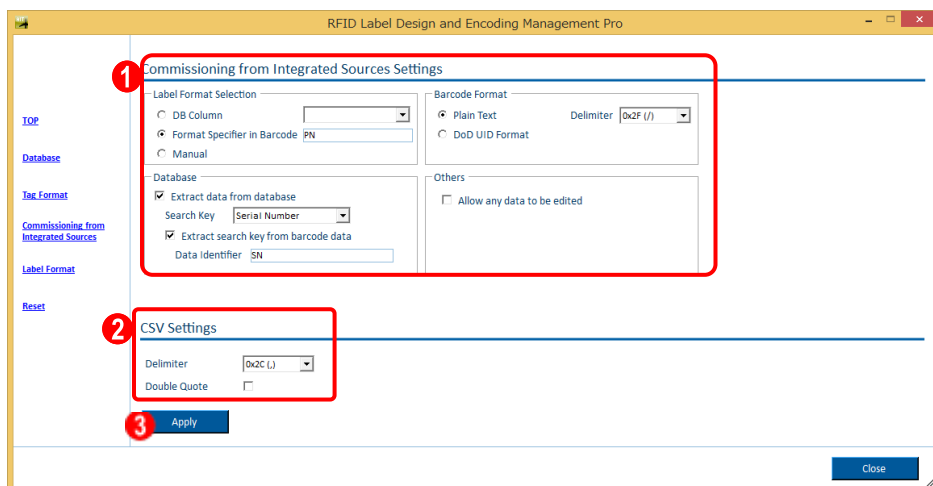 RFID Label Design and Encoding Management Pro
1
Commissioning from Integrated Sources Settings
Label Format Selection
DB Column
Format Specifier in Barcode PN
Manual
Barcode Format
Plain Text Delimiter 0x2F (/)
DoD UID Format
Database
Extract data from database
Search Key Serial Number
Extract search key from barcode data
Data Identifier SN
Others
Allow any data to be edited
TOP
Database
Tag Format
Commissioning from
Integrated Sources
Label Format
Reset
2
CSV Settings
Delimiter 0x2C (,)
Double Quote
3
Apply
Close